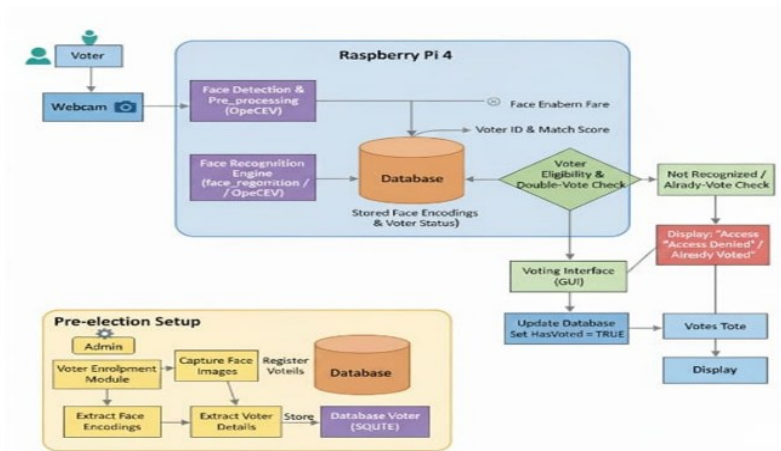 Raspberry Pi 4
Voter
Webcam
Face Detection &
Pre_processing
(OpeCEV)
Face Enabern Fare
Voter ID & Match Score
Face Recognition
Engine
(face_regomtion /
/ OpeCEV)
Database
Stored Face Encodings
& Voter Status)
Voter
Eligibility &
Double-Vote Check
Not Recognized /
Alrady-Vote Check
Display: "Access
"Access Denied" /
Already Voted"
Voting Interface
(GUI)
Update Database
Set HasVoted = TRUE
Votes Tote
Display
Pre-election Setup
Admin
Voter Enrolpment
Module
Capture Face
Images
Register
Voteils
Database
Extract Face
Encodings
Extract Voter
Details
Store
Database Voter
(SQUTE)